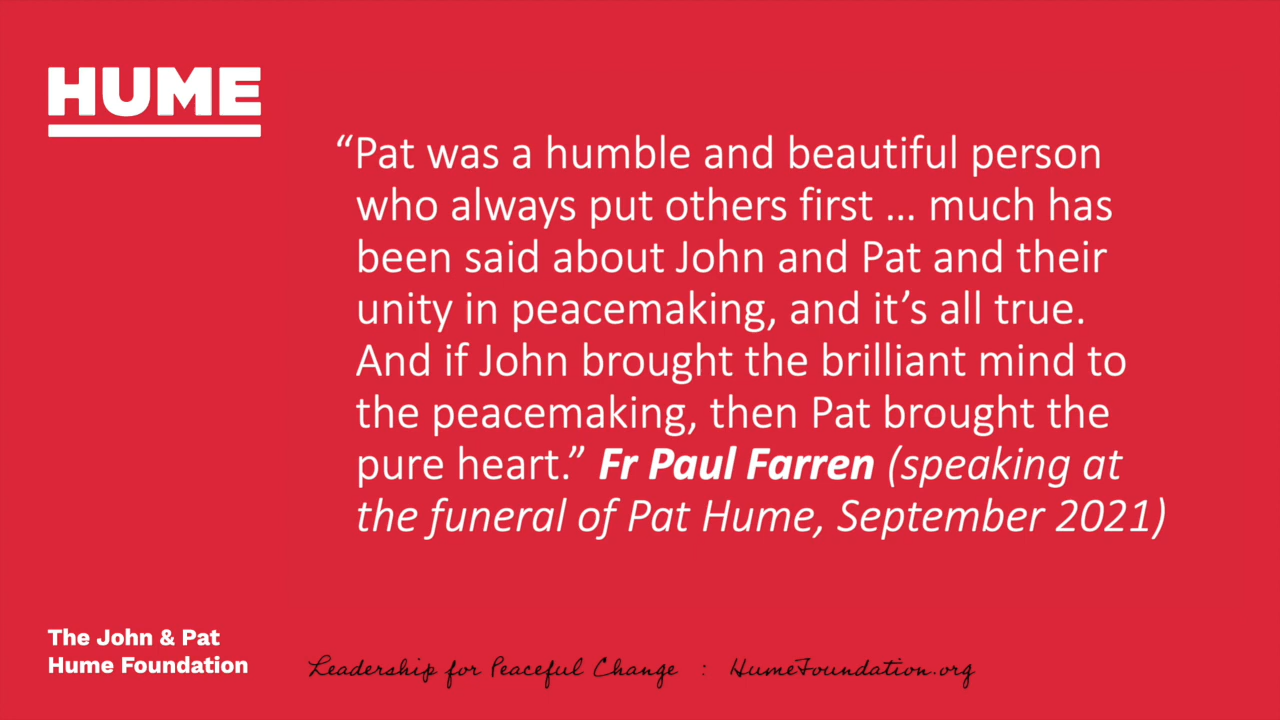 HUME
“Pat was a humble and beautiful person
who always put others first … much has
been said about John and Pat and their
unity in peacemaking, and it’s all true.
And if John brought the brilliant mind to
the peacemaking, then Pat brought the
pure heart.” Fr Paul Farren (speaking at
the funeral of Pat Hume, September 2021)
The John & Pat
Hume Foundation
Leadership for Peaceful Change : HumeFoundation.org